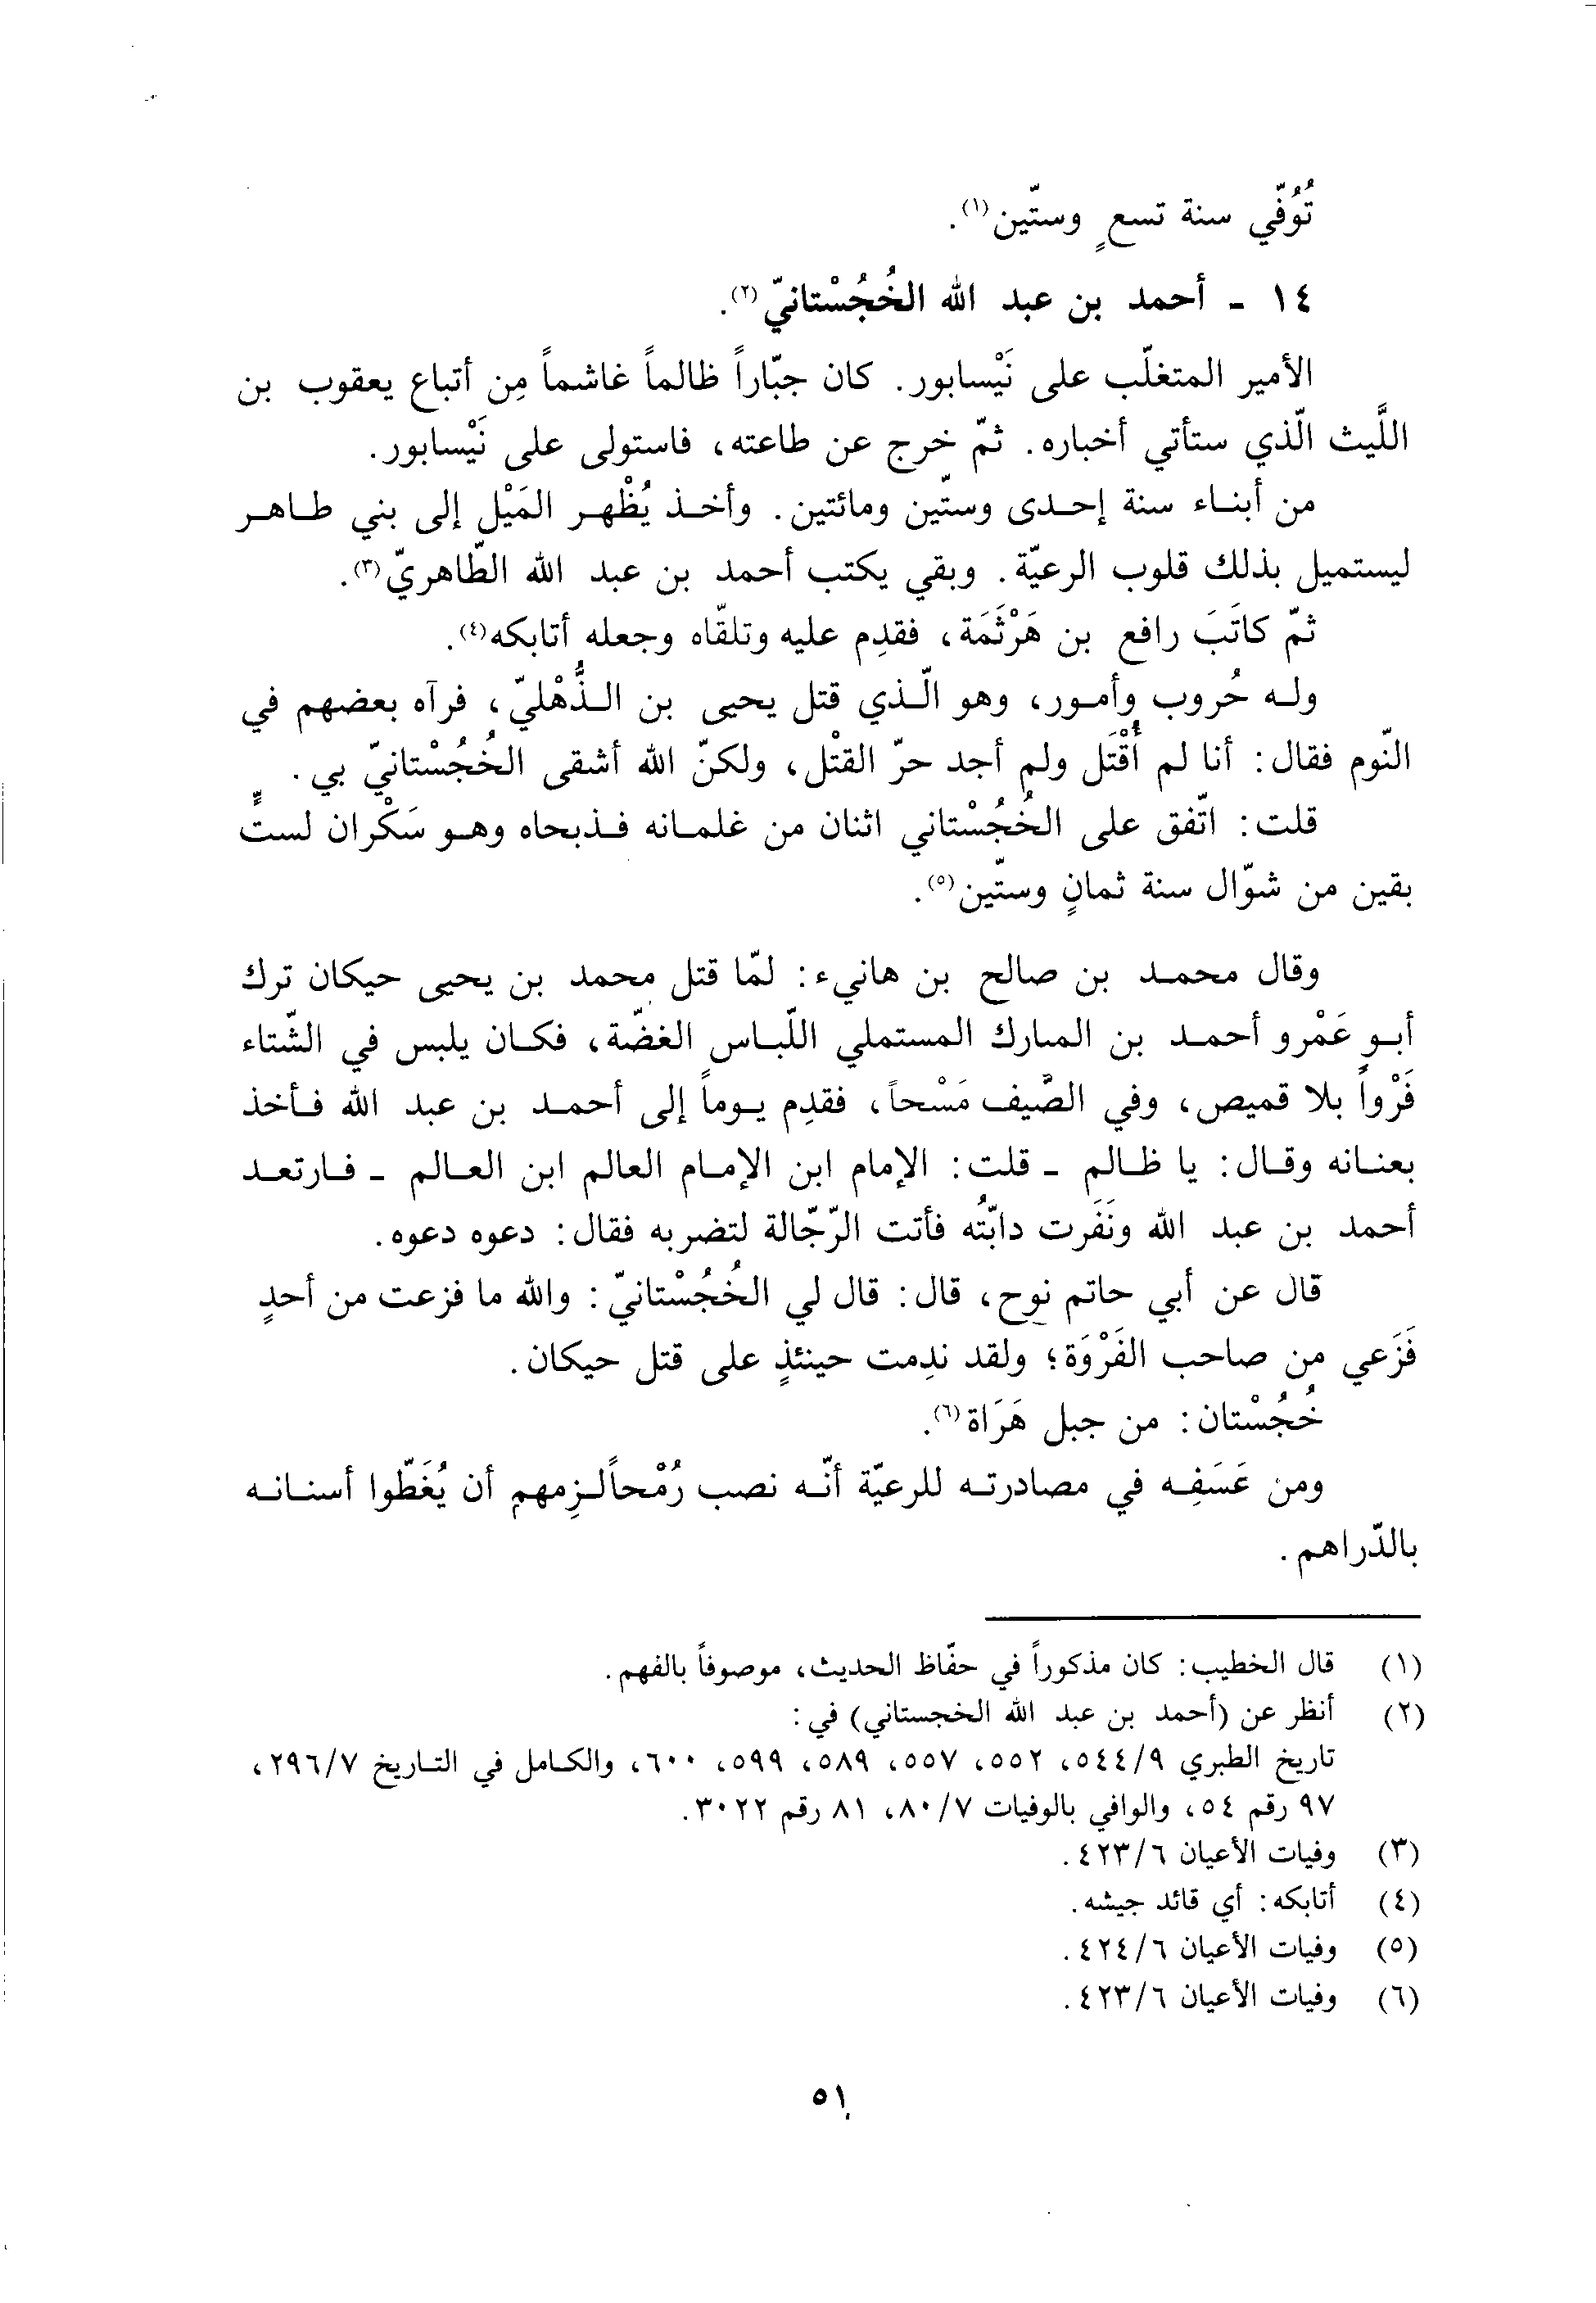 تُوُفّي سنة تسعٍ وستّين(١).
١٤ - أحمد بن عبد الله الخُجُسْتانيّ(٢).
الأمير المتغلّب على نَيْسابور. كان جبّاراً ظالماً غاشماً مِن أتباع يعقوب بن
اللَّيث الّذي ستأتي أخباره. ثمّ خرج عن طاعته، فاستولى على نَيْسابور.
من أبناء سنة إحدى وستّين ومائتين. وأخذ يُظْهر المَيْل إلى بني طاهر
ليستميل بذلك قلوب الرعيّة. وبقي يكتب أحمد بن عبد الله الطّاهريّ(٣).
ثمّ كاتَبَ رافع بن هَرْثَمَة، فقدِم عليه وتلقّاه وجعله أتابكه(٤).
وله حُروب وأمور، وهو الّذي قتل يحيى بن الذُّهْليّ، فرآه بعضهم في
النّوم فقال: أنا لم أُقْتَل ولم أجد حرّ القتْل، ولكنّ الله أشقى الخُجُسْتانيّ بي.
قلت: اتّفق على الخُجُسْتاني اثنان من غلمانه فذبحاه وهو سَكْران لستٍّ
بقين من شوّال سنة ثمانٍ وستّين(٥).
وقال محمد بن صالح بن هانيء: لمّا قتل محمد بن يحيى حيكان ترك
أبو عَمْرو أحمد بن المبارك المستملي اللّباس الغضّة، فكان يلبس في الشّتاء
فَرْواً بلا قميص، وفي الصَّيف مَسْحاً، فقدِم يوماً إلى أحمد بن عبد الله فأخذ
بعنانه وقال: يا ظالم - قلت: الإمام ابن الإمام العالم ابن العالم - فارتعد
أحمد بن عبد الله ونَفَرت دابّتُه فأتت الرّجّالة لتضربه فقال: دعوه دعوه.
قال عن أبي حاتم نوح، قال: قال لي الخُجُسْتانيّ: والله ما فزعت من أحدٍ
فَزَعي من صاحب الفَرْوَة؛ ولقد ندِمت حينئذٍ على قتل حيكان.
خُجُسْتان: من جبل هَرَاة(٦).
ومن عَسَفِه في مصادرته للرعيّة أنّه نصب رُمْحاًلزِمهم أن يُغَطّوا أسنانه
بالدّراهم.
(١) قال الخطيب: كان مذكوراً في حفّاظ الحديث، موصوفاً بالفهم.
(٢) أنظر عن (أحمد بن عبد الله الخجستاني) في:
تاريخ الطبري ٥٤٤/٩، ٥٥٢، ٥٥٧، ٥٨٩، ٥٩٩، ٦٠٠، والكامل في التاريخ ٢٩٦/٧،
٩٧ رقم ٥٤، والوافي بالوفيات ٨٠/٧، ٨١ رقم ٣٠٢٢.
(٣) وفيات الأعيان ٤٢٣/٦.
(٤) أتابكه: أي قائد جيشه.
(٥) وفيات الأعيان ٤٢٤/٦.
(٦) وفيات الأعيان ٤٢٣/٦.
٥١